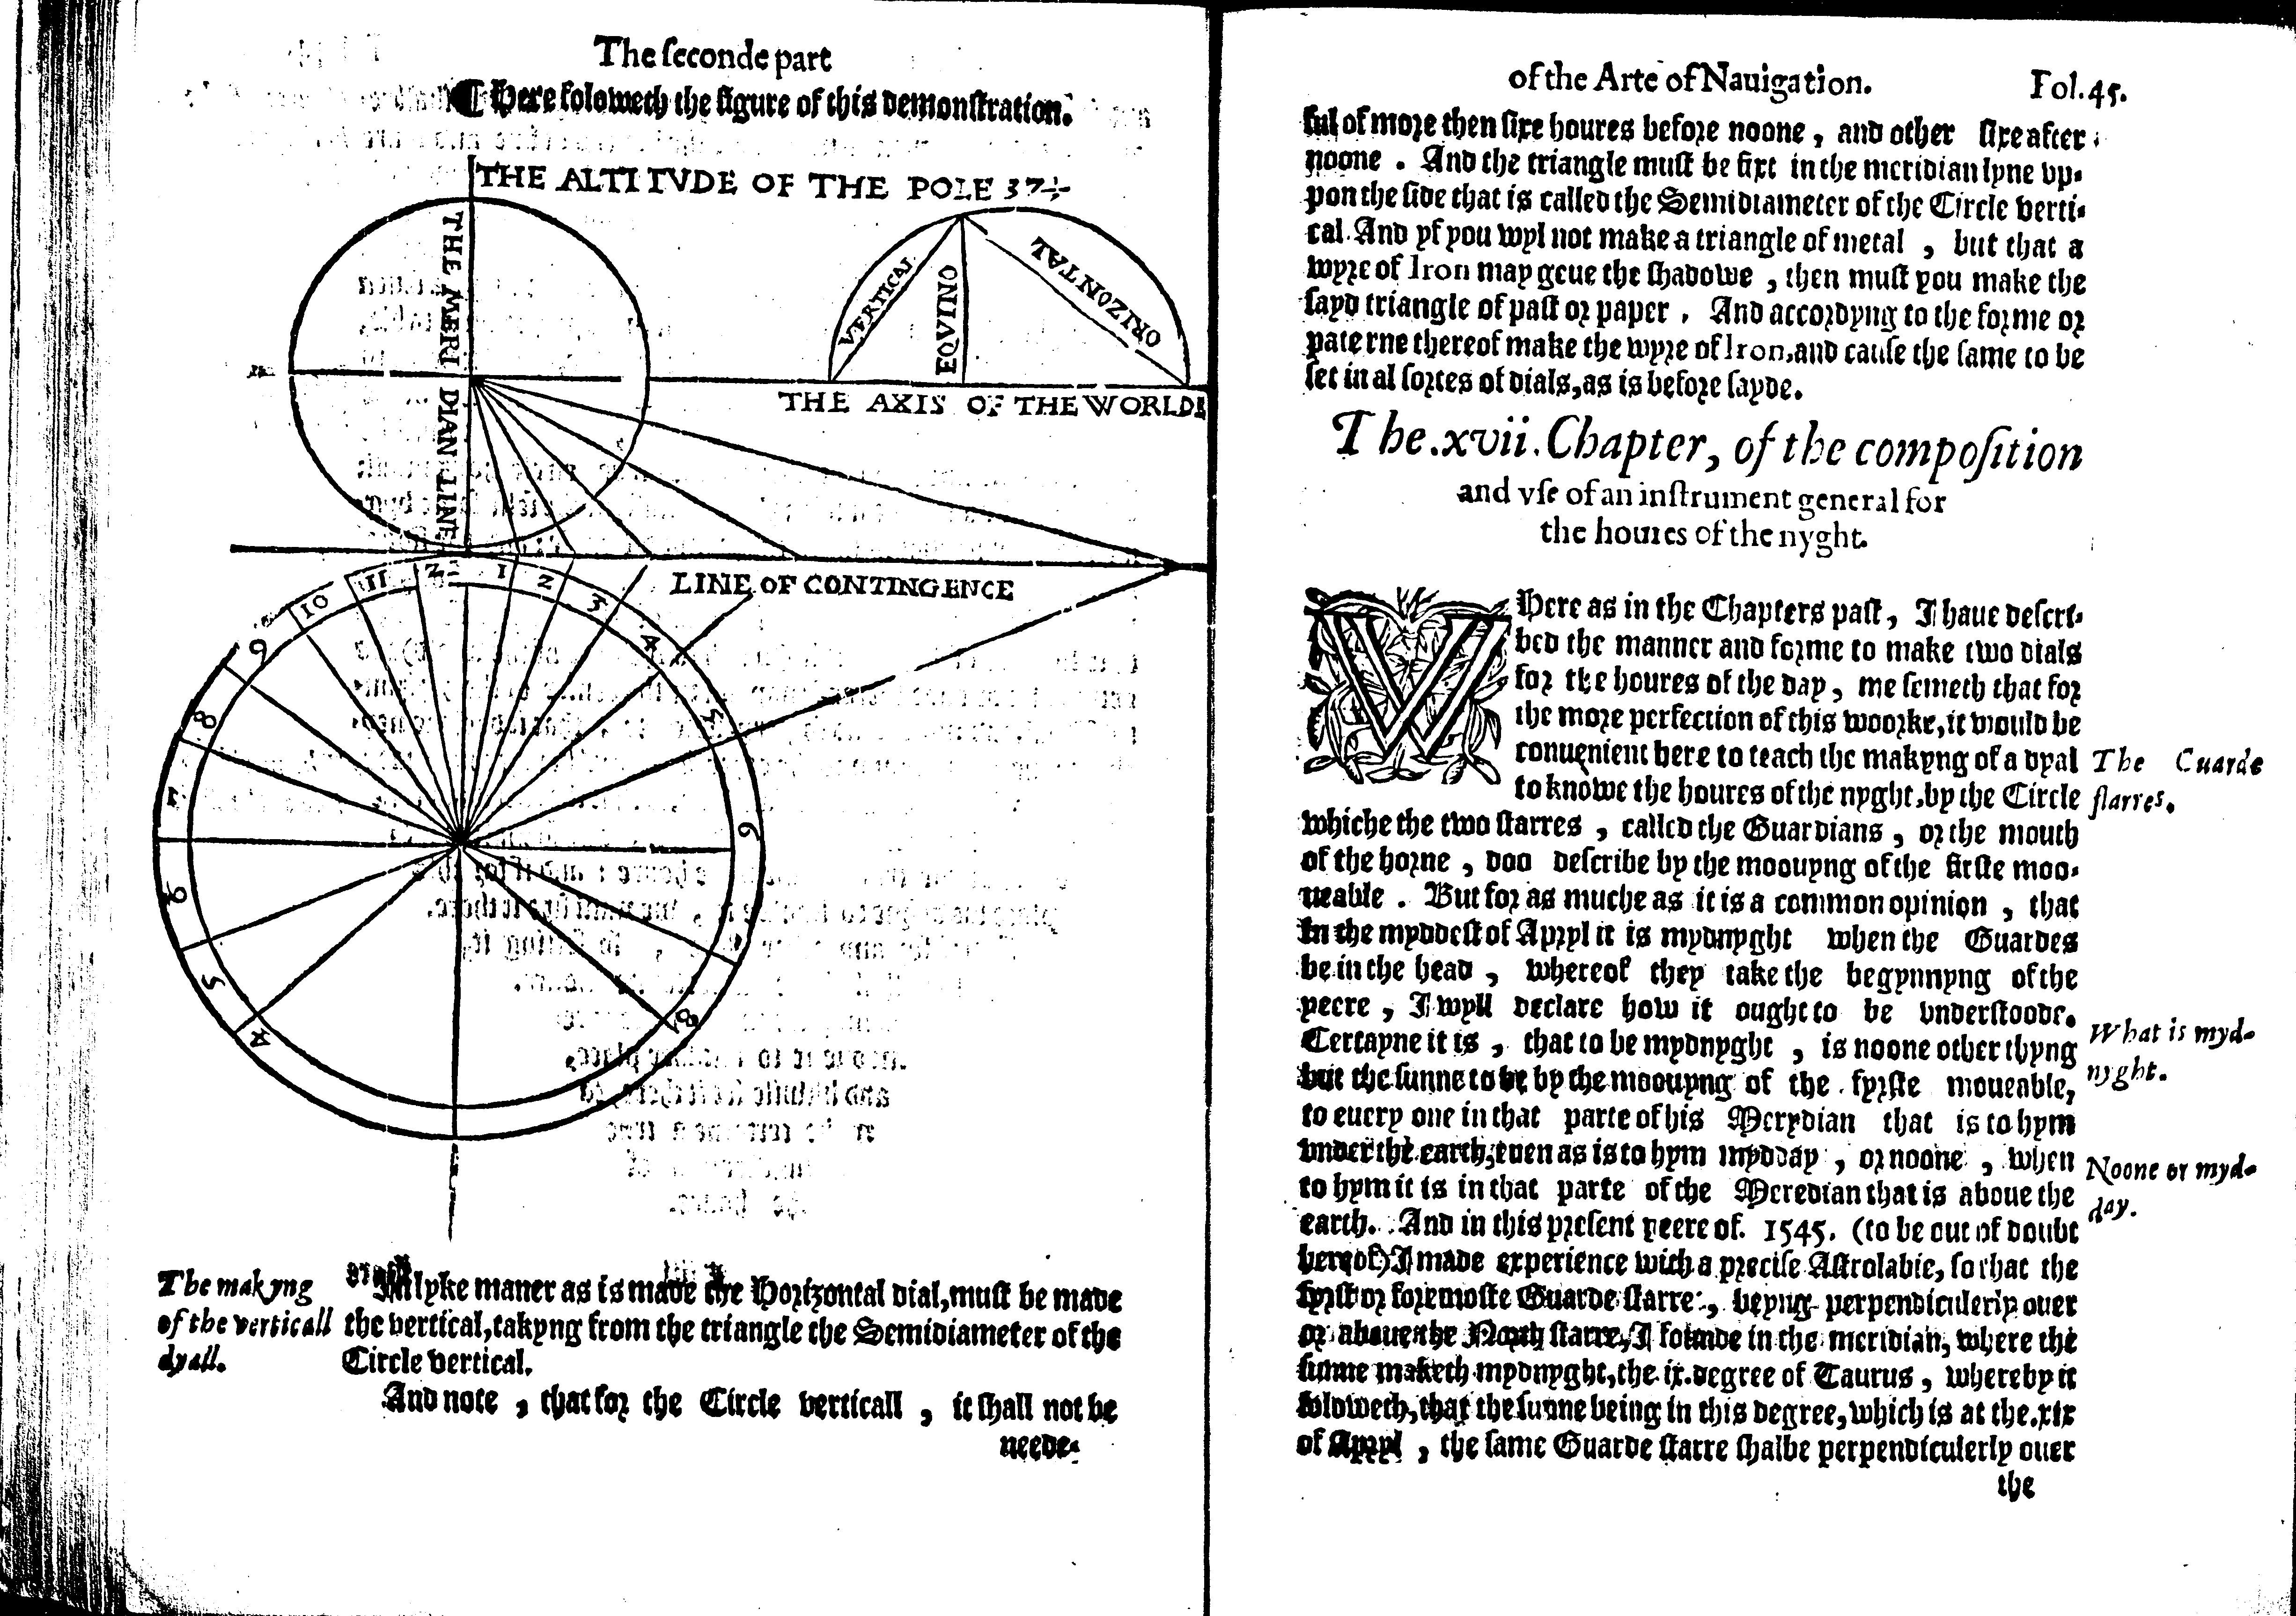 The ſeconde part
¶ Here foloweth the figure of this demonſtration.
THE ALTITVDE OF THE POLE 37
THE MERIDIAN LINE
VERTICAL
EQVINO
ORIZONTAL
THE AXIS OF THE WORLDE
LINE OF CONTINGENCE
10 11 12 1 2 3 4 5 6 7 8
9 8 7 6 5 4
The makyng
of the verticall
dyall.
In lyke maner as is made the Horizontal dial, muſt be made
the vertical, takyng from the triangle the Semidiameter of the
Circle vertical.
And note , that for the Circle verticall , it ſhall not be
neede-
of the Arte of Nauigation. Fol.45.
ful of more then ſixe houres before noone , and other ſixe after
noone . And the triangle muſt be fixt in the meridian lyne vp-
pon the ſide that is called the Semidiameter of the Circle verti-
cal. And yf you wyl not make a triangle of metal , but that a
wyre of Iron may geue the ſhadowe , then muſt you make the
ſayd triangle of paſt or paper . And accordyng to the forme or
paterne thereof make the wyre of Iron, and cauſe the ſame to be
ſet in al ſortes of dials, as is before ſayde.
The .xvii. Chapter, of the compoſition
and vſe of an inſtrument general for
the houres of the nyght.
WHere as in the Chapters paſt, I haue deſcri-
bed the manner and forme to make two dials
for the houres of the day, me ſemeth that for
the more perfection of this woorke, it would be
conuenient here to teach the makyng of a dyal
to knowe the houres of the nyght, by the Circle
The Guarde
ſtarres.
whiche the two ſtarres , called the Guardians , or the mouth
of the horne , doo deſcribe by the moouyng of the firſte moo-
ueable . But for as muche as it is a common opinion , that
in the myddeſt of Apryl it is mydnyght when the Guardes
be in the head , whereof they take the begynnyng of the
yeere , I wyll declare how it ought to be vnderſtoode.
Certayne it is , that to be mydnyght , is noone other thyng
but the ſunne to be by the moouyng of the fyrſte moueable,
What is myd-
nyght.
to euery one in that parte of his Merydian that is to hym
vnder the earth, euen as is to hym mydday , or noone , when
to hym it is in that parte of the Meredian that is aboue the
Noone or myd-
day.
earth. And in this preſent yeere of. 1545. (to be out of doubt
hereof) I made experience with a preciſe Aſtrolabie, ſo that the
fyrſt or foremoſte Guarde ſtarre , beyng perpendiculerly ouer
or aboue the North ſtarre, I founde in the meridian, where the
ſunne maketh mydnyght, the ix. degree of Taurus , whereby it
foloweth, that the ſunne being in this degree, which is at the .xix
of Apryl , the ſame Guarde ſtarre ſhalbe perpendiculerly ouer
the